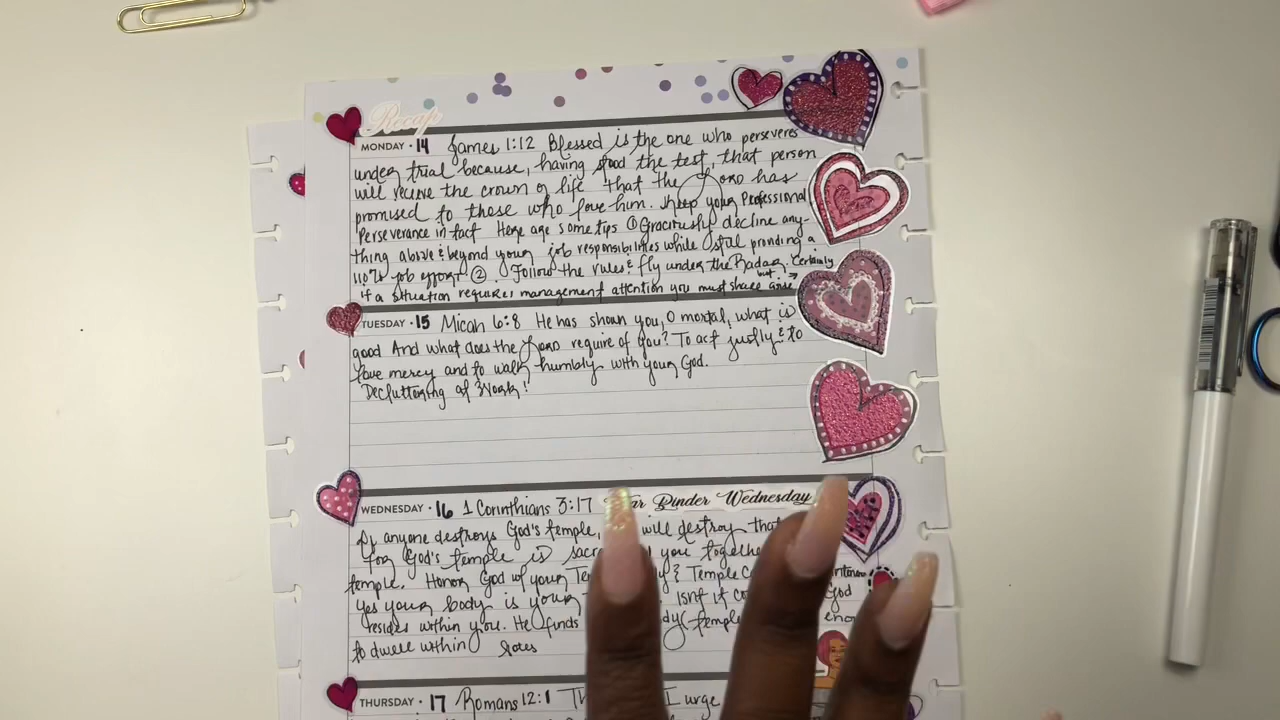 Recap
MONDAY · 14 James 1:12 Blessed is the one who perseveres
under trial because, having stood the test, that person
will receive the crown of life that the Lord has
promised to those who love him. Keep your Professional
Perseverance in tact Here are some tips ① Graciously decline any-
thing above & beyond your job responsibilities while still providing a
110% job effort ② Follow the rules & fly under the Radar. Certainly
if a situation requires management attention you must share
but
TUESDAY · 15 Micah 6:8 He has shown you, O mortal, what is
good And what does the Lord require of you? To act justly & to
love mercy and to walk humbly with your God.
Decluttering of
WEDNESDAY · 16 1 Corinthians 3:17 Binder Wednesday
If anyone destroys God's temple, will destroy that
for God's temple is you together
temple. Honor God w/ your & Temple
Yes your body is your Isn't it God
resides within you. He finds
to dwell within
THURSDAY · 17 Romans 12:1 I urge